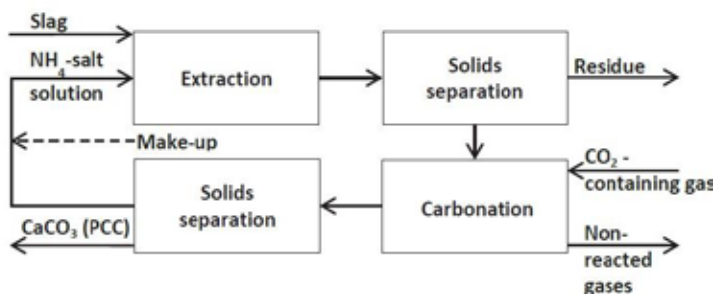 Slag
NH₄-salt
solution
Extraction
Solids
separation
Residue
Make-up
CO₂ -
containing gas
Solids
separation
Carbonation
CaCO₃ (PCC)
Non-
reacted
gases